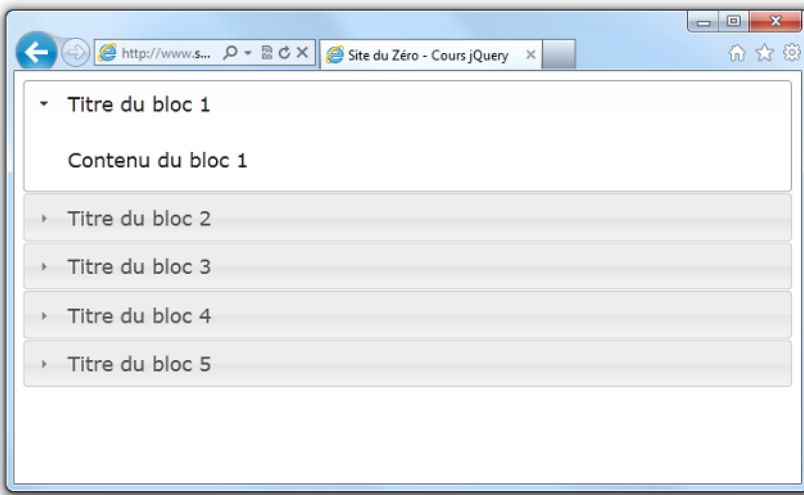 http://www.s...
Site du Zéro - Cours jQuery
Titre du bloc 1
Contenu du bloc 1
Titre du bloc 2
Titre du bloc 3
Titre du bloc 4
Titre du bloc 5